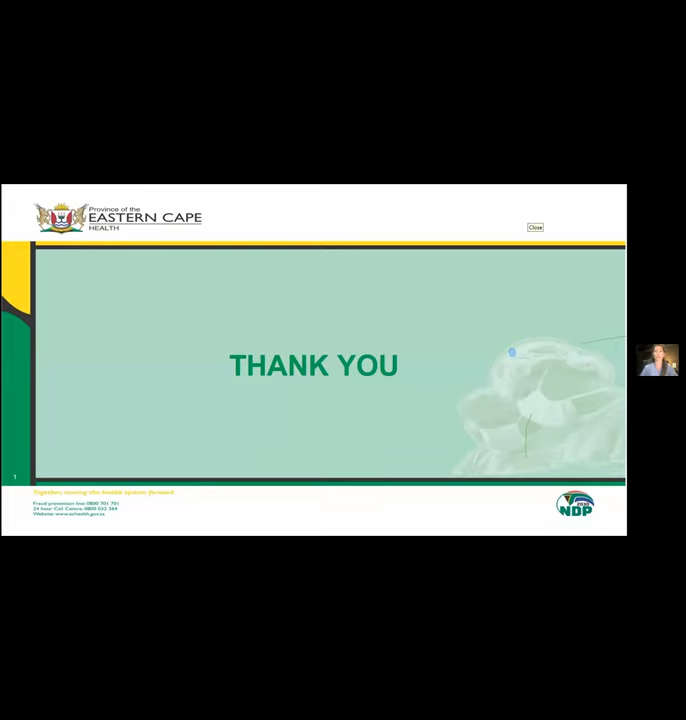 Province of the
EASTERN CAPE
HEALTH
Close
THANK YOU
1
Together, moving the health system forward
Fraud prevention line: 0800 701 701
24 hour Call Centre: 0800 032 364
Website: www.echealth.gov.za
2030
NDP